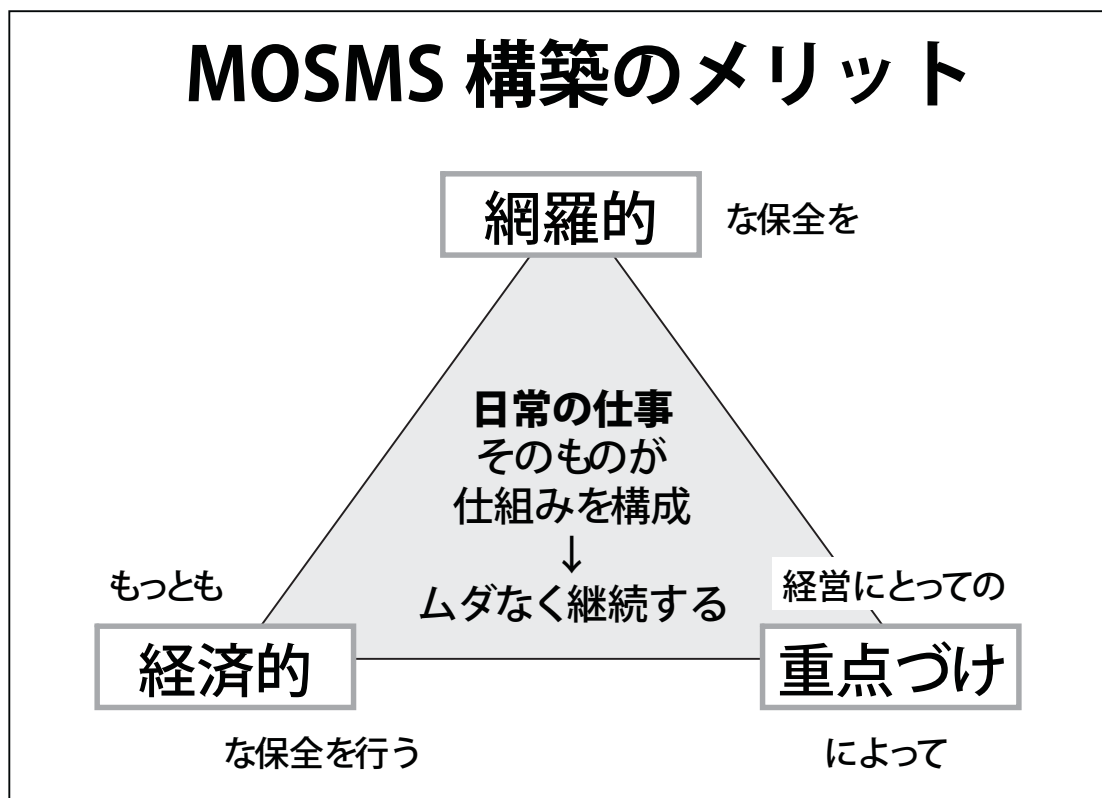 MOSMS 構築のメリット
網羅的 な保全を
日常の仕事
そのものが
仕組みを構成
↓
ムダなく継続する
経営にとっての
重点づけ
によって
もっとも
経済的
な保全を行う